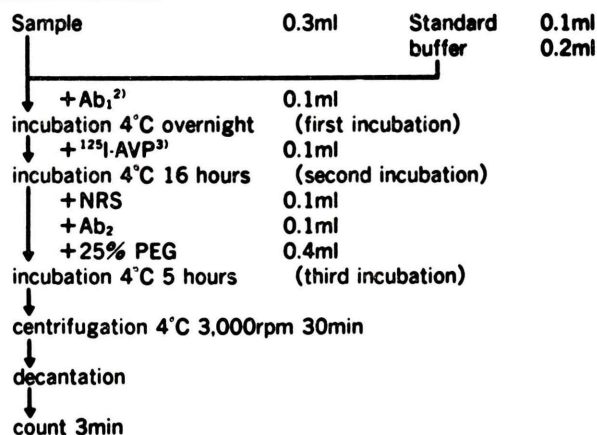 Sample 0.3ml Standard 0.1ml
buffer 0.2ml
+Ab₁²⁾ 0.1ml
incubation 4°C overnight (first incubation)
+¹²⁵I-AVP³⁾ 0.1ml
incubation 4°C 16 hours (second incubation)
+NRS 0.1ml
+Ab₂ 0.1ml
+25% PEG 0.4ml
incubation 4°C 5 hours (third incubation)
centrifugation 4°C 3,000rpm 30min
decantation
count 3min